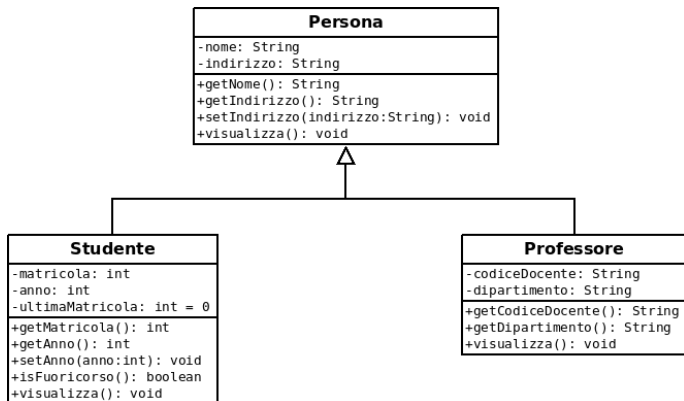 Persona
-nome: String
-indirizzo: String
+getNome(): String
+getIndirizzo(): String
+setIndirizzo(indirizzo:String): void
+visualizza(): void
Studente
-matricola: int
-anno: int
-ultimaMatricola: int = 0
+getMatricola(): int
+getAnno(): int
+setAnno(anno:int): void
+isFuoricorso(): boolean
+visualizza(): void
Professore
-codiceDocente: String
-dipartimento: String
+getCodiceDocente(): String
+getDipartimento(): String
+visualizza(): void